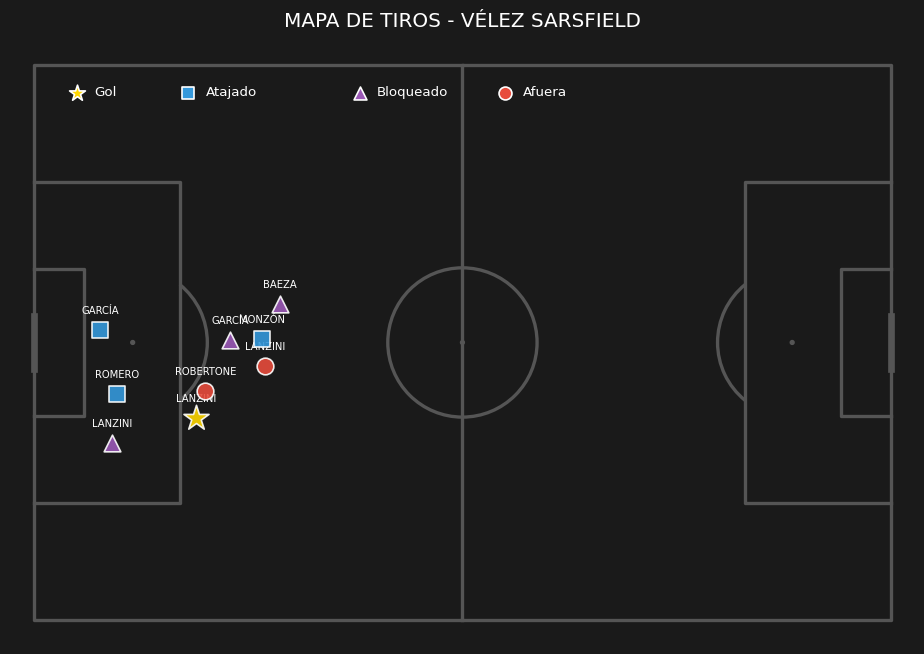 MAPA DE TIROS - VÉLEZ SARSFIELD
Gol
Atajado
Bloqueado
Afuera
BAEZA
GARCÍA
GARCÍA
MONZÓN
LANZINI
ROBERTONE
ROMERO
LANZINI
LANZINI